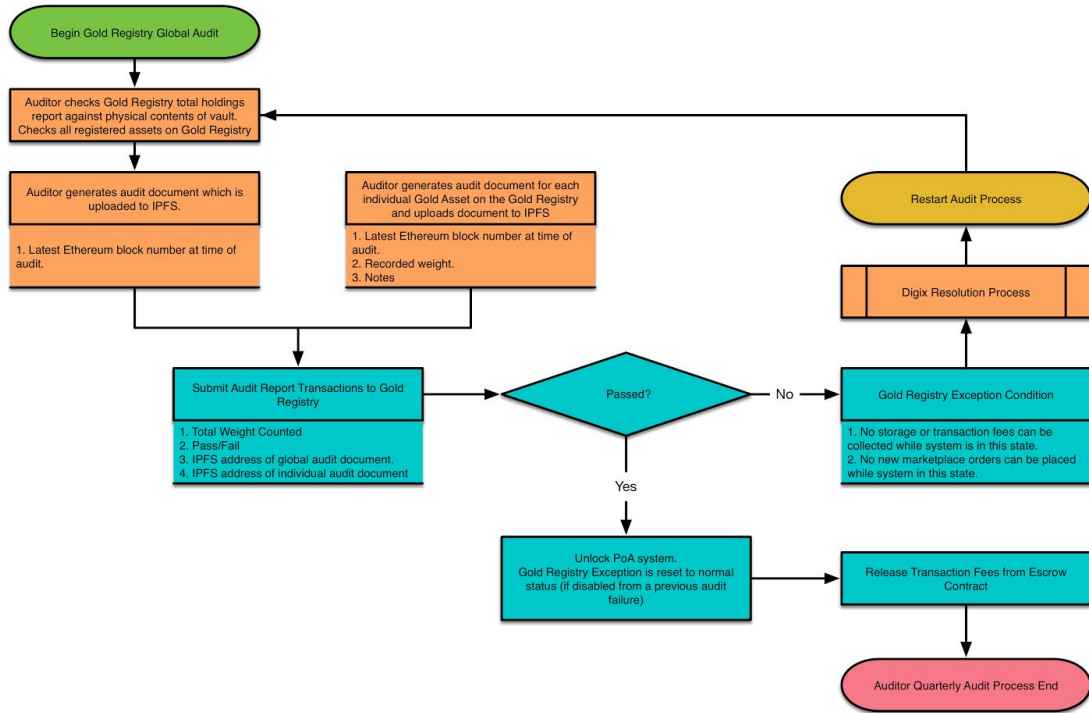 Begin Gold Registry Global Audit
Auditor checks Gold Registry total holdings
report against physical contents of vault.
Checks all registered assets on Gold Registry
Auditor generates audit document which is
uploaded to IPFS.
1. Latest Ethereum block number at time of
audit.
Auditor generates audit document for each
individual Gold Asset on the Gold Registry
and uploads document to IPFS
1. Latest Ethereum block number at time of
audit.
2. Recorded weight.
3. Notes
Restart Audit Process
Digix Resolution Process
Submit Audit Report Transactions to Gold
Registry
1. Total Weight Counted
2. Pass/Fail
3. IPFS address of global audit document.
4. IPFS address of individual audit document
Passed?
No
Gold Registry Exception Condition
1. No storage or transaction fees can be
collected while system is in this state.
2. No new marketplace orders can be placed
while system in this state.
Yes
Unlock PoA system.
Gold Registry Exception is reset to normal
status (if disabled from a previous audit
failure)
Release Transaction Fees from Escrow
Contract
Auditor Quarterly Audit Process End